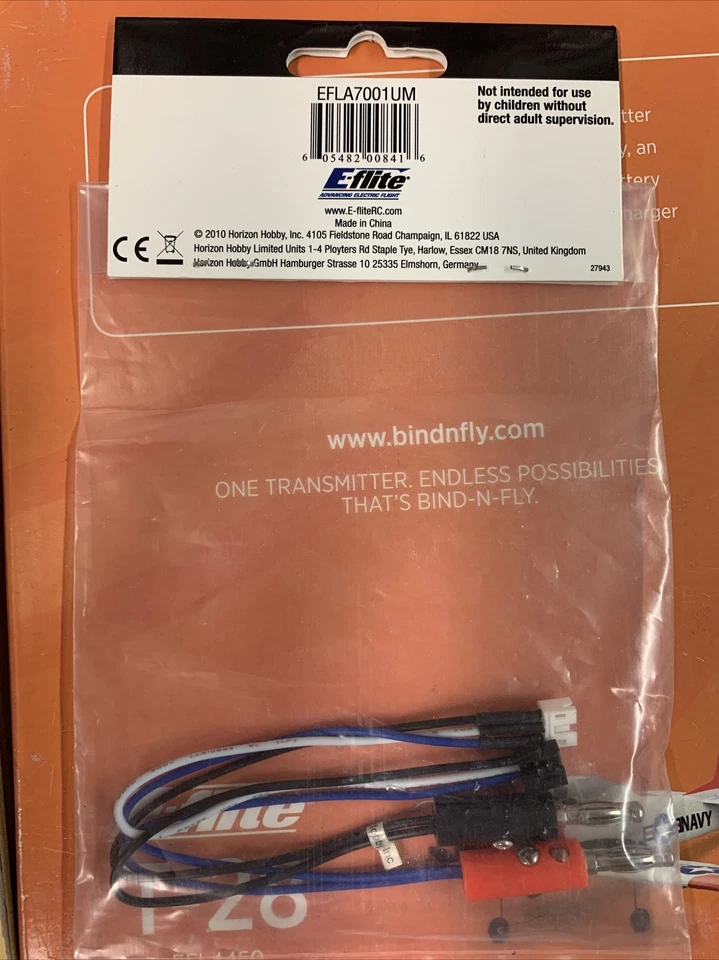 EFLA7001UM
Not intended for use
by children without
direct adult supervision.
6 05482 00841 6
E-flite®
ADVANCING ELECTRIC FLIGHT
www.E-fliteRC.com
Made in China
© 2010 Horizon Hobby, Inc. 4105 Fieldstone Road Champaign, IL 61822 USA
Horizon Hobby Limited Units 1-4 Ployters Rd Staple Tye, Harlow, Essex CM18 7NS, United Kingdom
Horizon Hobby GmbH Hamburger Strasse 10 25335 Elmshorn, Germany
27943
CE
tter
y, an
ttery
harger
www.bindnfly.com
ONE TRANSMITTER. ENDLESS POSSIBILITIES
THAT'S BIND-N-FLY.
E-flite
28
NAVY